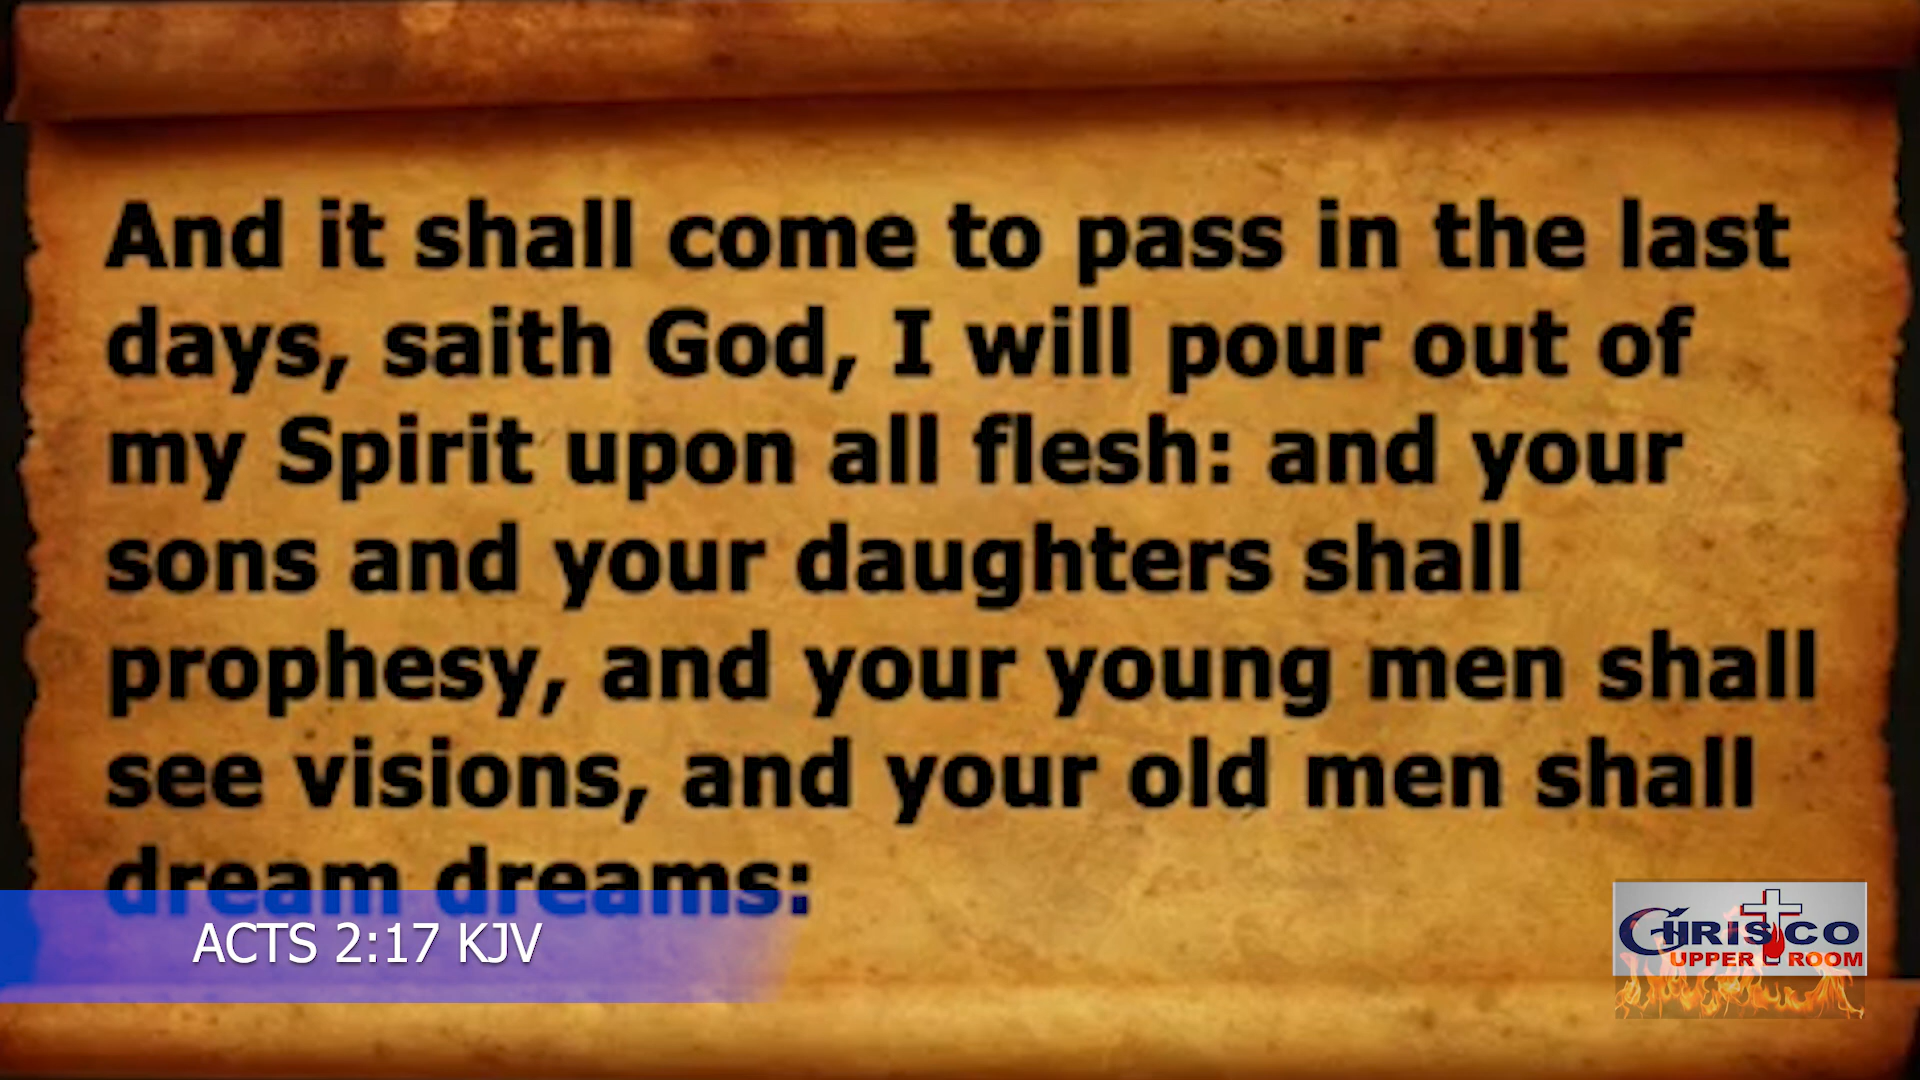 And it shall come to pass in the last
days, saith God, I will pour out of
my Spirit upon all flesh: and your
sons and your daughters shall
prophesy, and your young men shall
see visions, and your old men shall
dream dreams:
ACTS 2:17 KJV
CHRISCO
UPPER ROOM